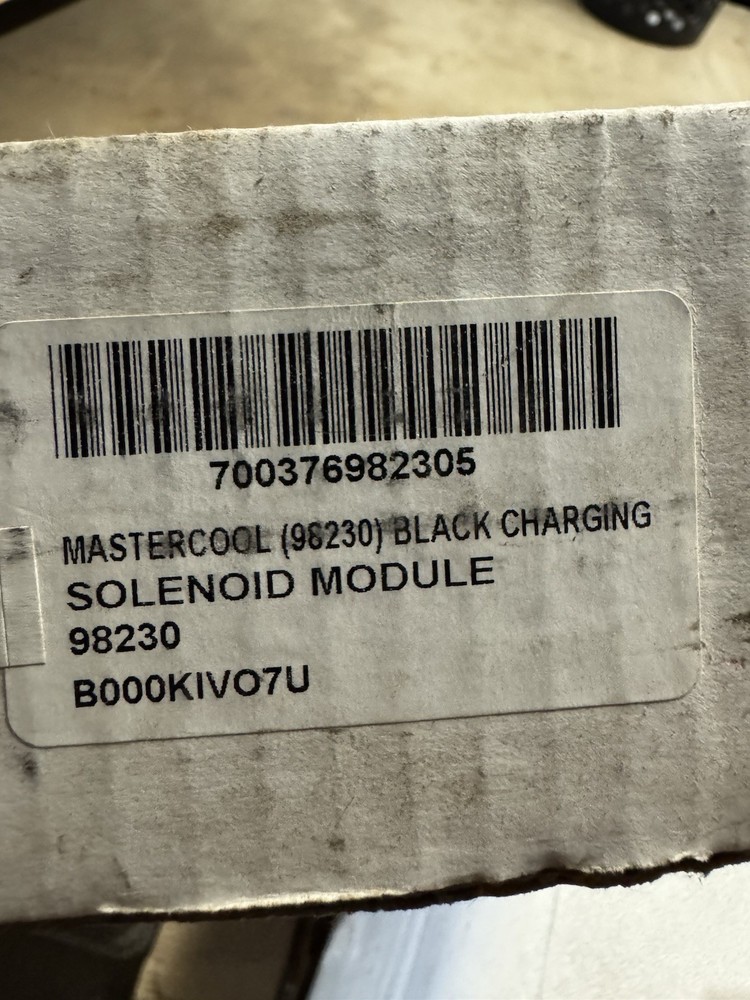 700376982305
MASTERCOOL (98230) BLACK CHARGING
SOLENOID MODULE
98230
B000KIVO7U